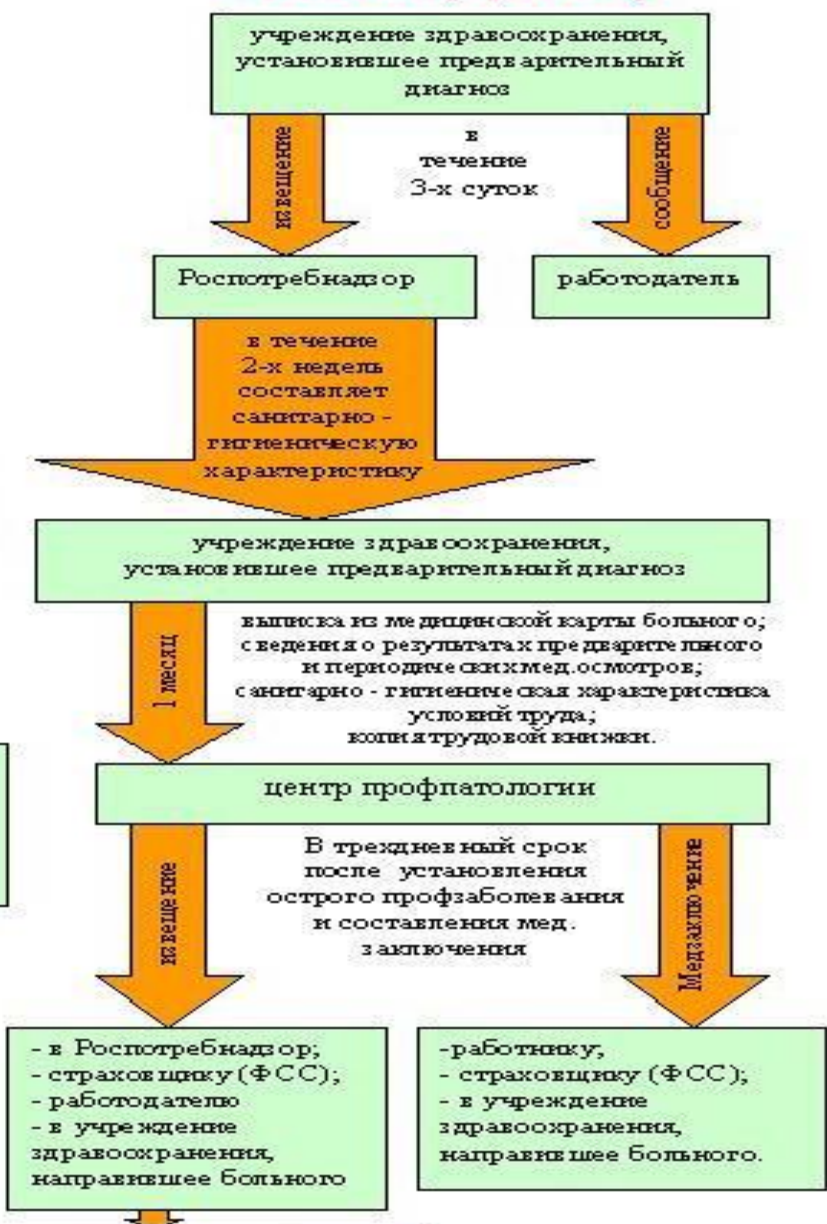 учреждение здравоохранения,
установившее предварительный
диагноз
извещение
в
течение
3-х суток
сообщение
Роспотребнадзор
работодатель
в течение
2-х недель
составляет
санитарно -
гигиеническую
характеристику
учреждение здравоохранения,
установившее предварительный диагноз
1 месяц
выписка из медицинской карты больного;
сведения о результатах предварительного
и периодических мед.осмотров;
санитарно - гигиеническая характеристика
условий труда;
копия трудовой книжки.
центр профпатологии
извещение
В трехдневный срок
после установления
острого профзаболевания
и составления мед.
заключения
Медзаключение
- в Роспотребнадзор;
- страховщику (ФСС);
- работодателю
- в учреждение
здравоохранения,
направившее больного
-работнику;
- страховщику (ФСС);
- в учреждение
здравоохранения,
направившее больного.